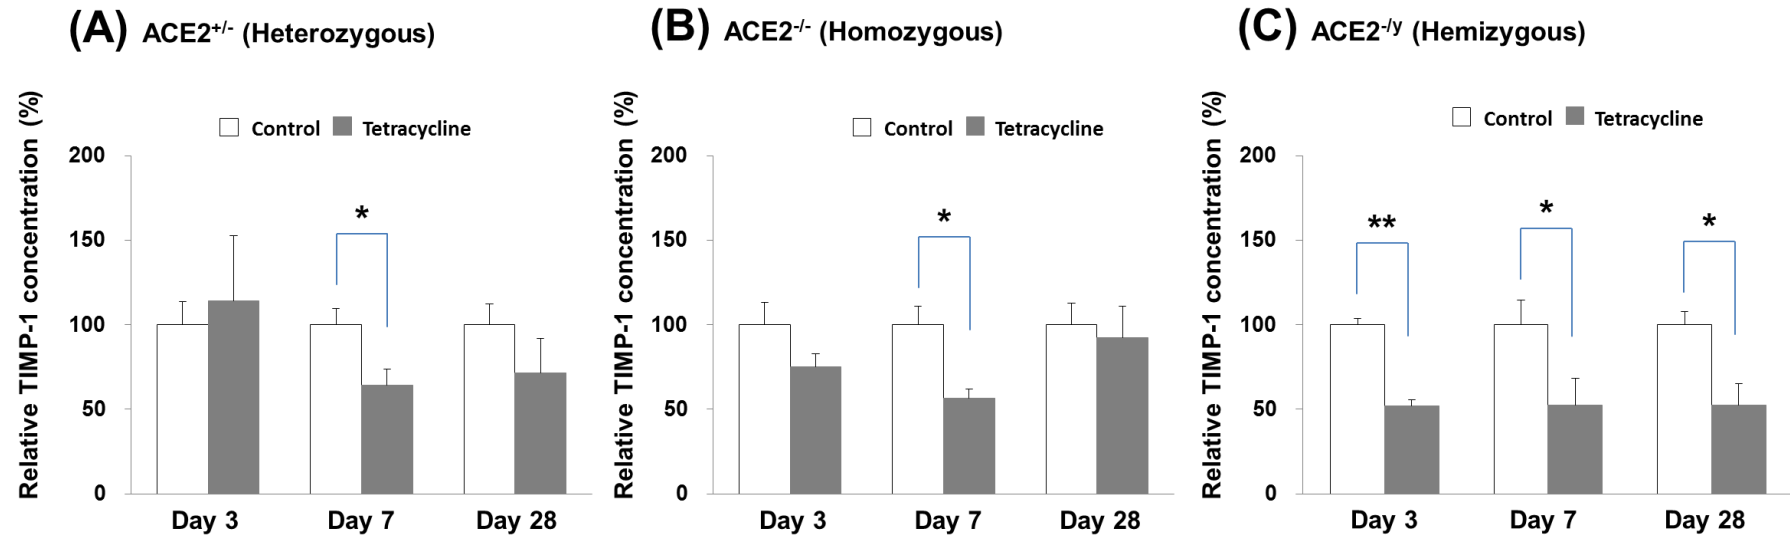 (A) ACE2+/- (Heterozygous)
Relative TIMP-1 concentration (%)
Control Tetracycline
200
150
100
50
0
*
Day 3 Day 7 Day 28
(B) ACE2-/- (Homozygous)
Relative TIMP-1 concentration (%)
Control Tetracycline
200
150
100
50
0
*
Day 3 Day 7 Day 28
(C) ACE2-/y (Hemizygous)
Relative TIMP-1 concentration (%)
Control Tetracycline
200
150
100
50
0
** * *
Day 3 Day 7 Day 28